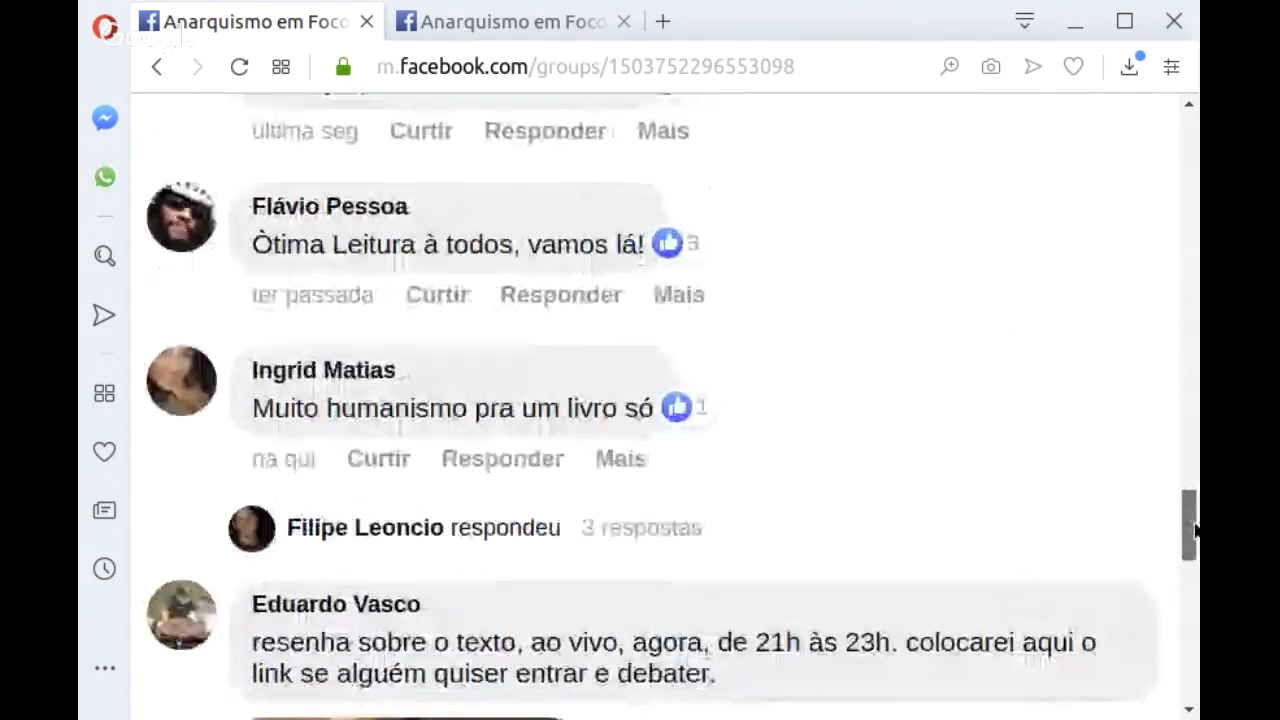 Anarquismo em Foco
Anarquismo em Foco
Google
m.facebook.com/groups/1503752296553098
última seg Curtir Responder Mais
Flávio Pessoa
Òtima Leitura à todos, vamos lá! 3
ter passada Curtir Responder Mais
Ingrid Matias
Muito humanismo pra um livro só 1
na qui Curtir Responder Mais
Filipe Leoncio respondeu 3 respostas
Eduardo Vasco
resenha sobre o texto, ao vivo, agora, de 21h às 23h. colocarei aqui o
link se alguém quiser entrar e debater.